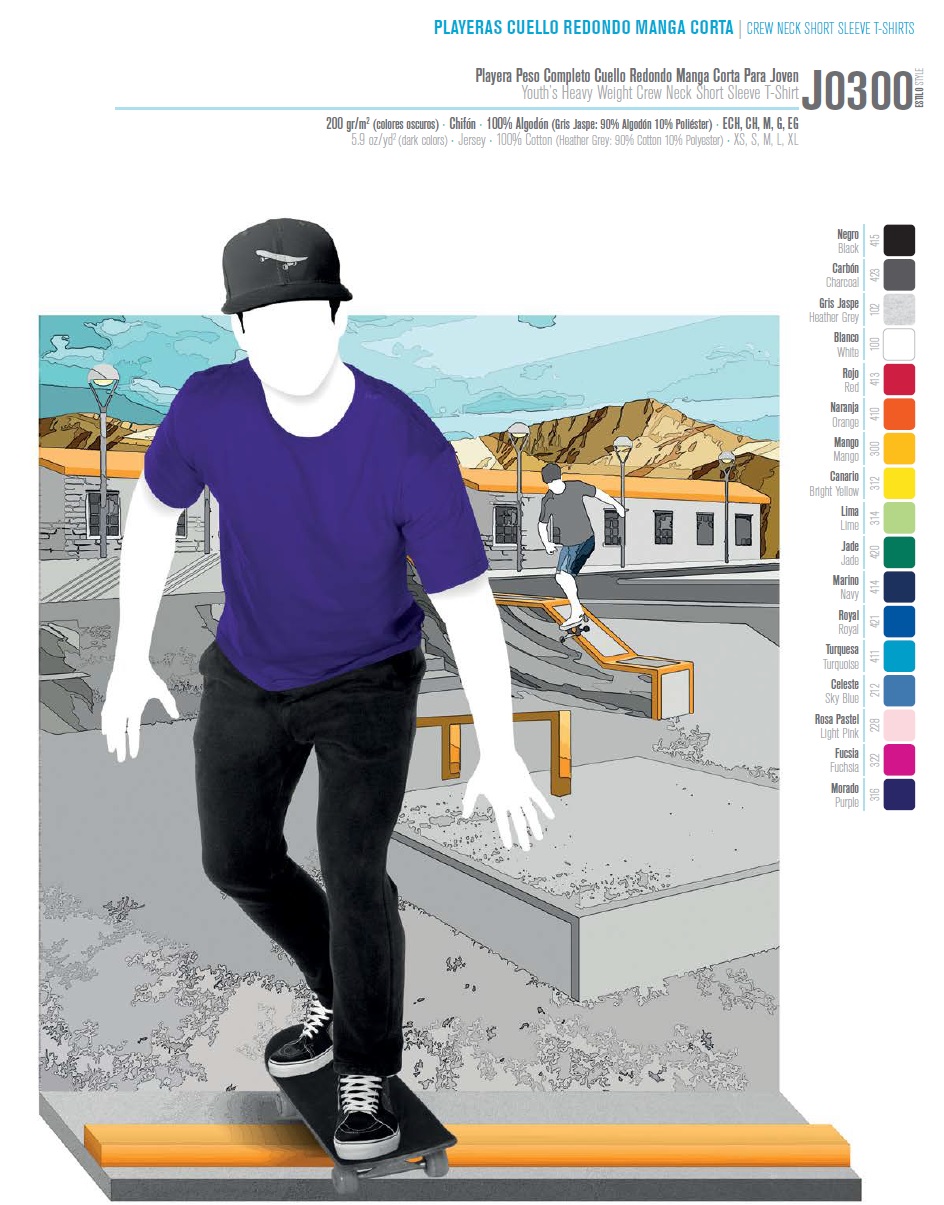 PLAYERAS CUELLO REDONDO MANGA CORTA | CREW NECK SHORT SLEEVE T-SHIRTS
Playera Peso Completo Cuello Redondo Manga Corta Para Joven
Youth's Heavy Weight Crew Neck Short Sleeve T-Shirt
J0300
ESTILO STYLE
200 gr/m² (colores oscuros) · Chifón · 100% Algodón (Gris Jaspe: 90% Algodón 10% Poliéster) · ECH, CH, M, G, EG
5.9 oz/yd² (dark colors) · Jersey · 100% Cotton (Heather Grey: 90% Cotton 10% Polyester) · XS, S, M, L, XL
Negro
Black
415
Carbón
Charcoal
423
Gris Jaspe
Heather Grey
102
Blanco
White
100
Rojo
Red
413
Naranja
Orange
410
Mango
Mango
300
Canario
Bright Yellow
312
Lima
Lime
314
Jade
Jade
420
Marino
Navy
414
Royal
Royal
421
Turquesa
Turquoise
411
Celeste
Sky Blue
212
Rosa Pastel
Light Pink
228
Fucsia
Fuchsia
322
Morado
Purple
316